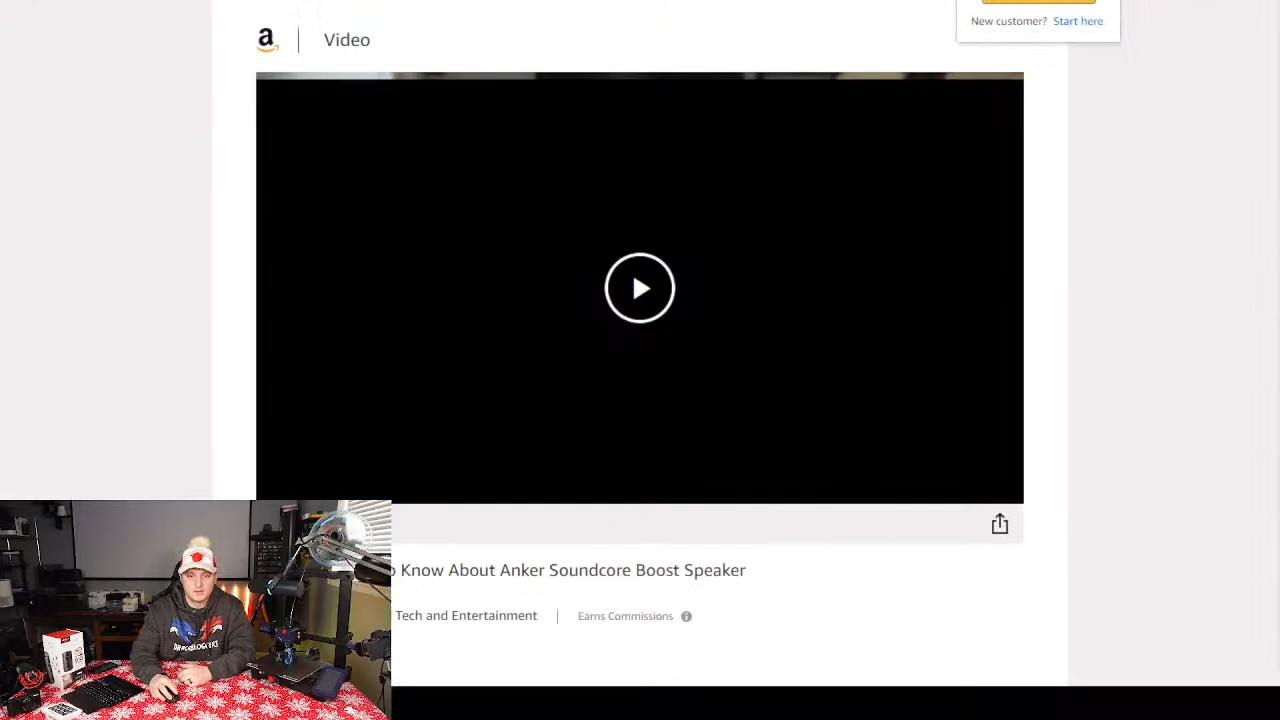 New customer? Start here.
a
Video
Know About Anker Soundcore Boost Speaker
Tech and Entertainment
Earns Commissions